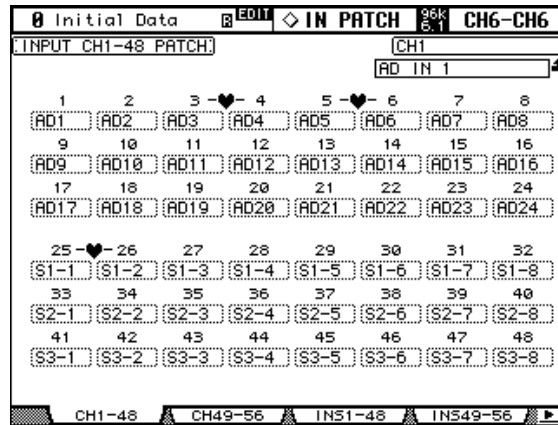 0 Initial Data R EDIT ◇ IN PATCH 96k 6.1 CH6-CH6
INPUT CH1-48 PATCH CH1
AD IN 1
1 2 3 -♥- 4 5 -♥- 6 7 8
AD1 AD2 AD3 AD4 AD5 AD6 AD7 AD8
9 10 11 12 13 14 15 16
AD9 AD10 AD11 AD12 AD13 AD14 AD15 AD16
17 18 19 20 21 22 23 24
AD17 AD18 AD19 AD20 AD21 AD22 AD23 AD24
25 -♥- 26 27 28 29 30 31 32
S1-1 S1-2 S1-3 S1-4 S1-5 S1-6 S1-7 S1-8
33 34 35 36 37 38 39 40
S2-1 S2-2 S2-3 S2-4 S2-5 S2-6 S2-7 S2-8
41 42 43 44 45 46 47 48
S3-1 S3-2 S3-3 S3-4 S3-5 S3-6 S3-7 S3-8
CH1-48 CH49-56 INS1-48 INS49-56